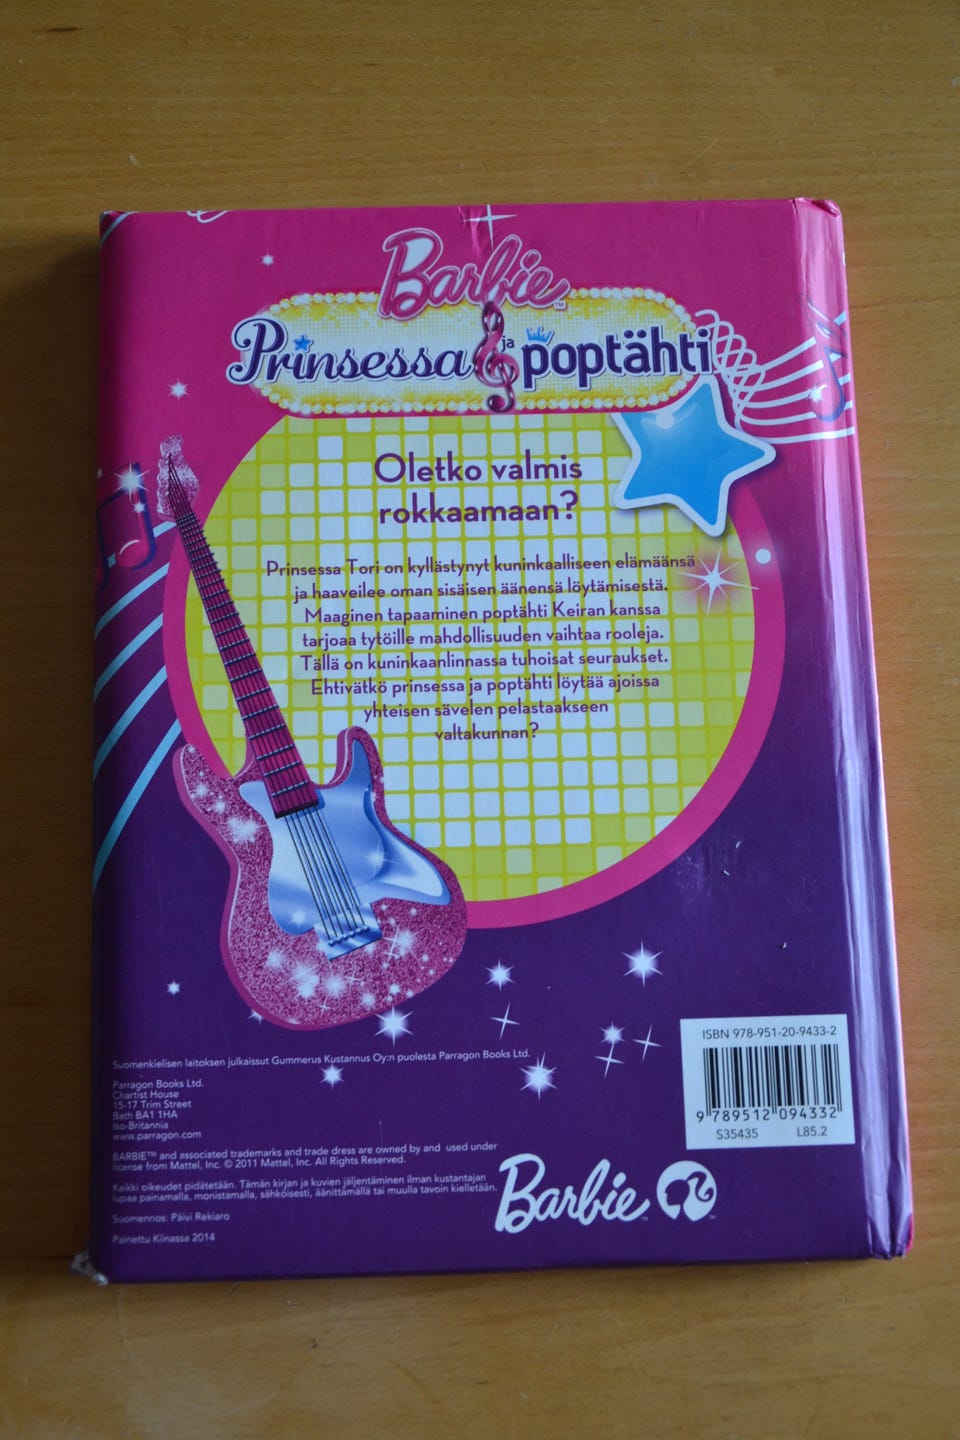 Barbie™
Prinsessa ja poptähti
Oletko valmis
rokkaamaan?
Prinsessa Tori on kyllästynyt kuninkaalliseen elämäänsä
ja haaveilee oman sisäisen äänensä löytämisestä.
Maaginen tapaaminen poptähti Keiran kanssa
tarjoaa tytöille mahdollisuuden vaihtaa rooleja.
Tällä on kuninkaanlinnassa tuhoisat seuraukset.
Ehtivätkö prinsessa ja poptähti löytää ajoissa
yhteisen sävelen pelastaakseen
valtakunnan?
Suomenkielisen laitoksen julkaissut Gummerus Kustannus Oy:n puolesta Parragon Books Ltd.
Parragon Books Ltd.
Chartist House
15-17 Trim Street
Bath BA1 1HA
Iso-Britannia
www.parragon.com
BARBIE™ and associated trademarks and trade dress are owned by and used under
license from Mattel, Inc. © 2011 Mattel, Inc. All Rights Reserved.
Kaikki oikeudet pidätetään. Tämän kirjan ja kuvien jäljentäminen ilman kustantajan
lupaa painamalla, monistamalla, sähköisesti, äänittämällä tai muulla tavoin kielletään.
Suomennos: Päivi Rekiaro
Painettu Kiinassa 2014
ISBN 978-951-20-9433-2
9 789512 094332
S35435 L85.2
Barbie™